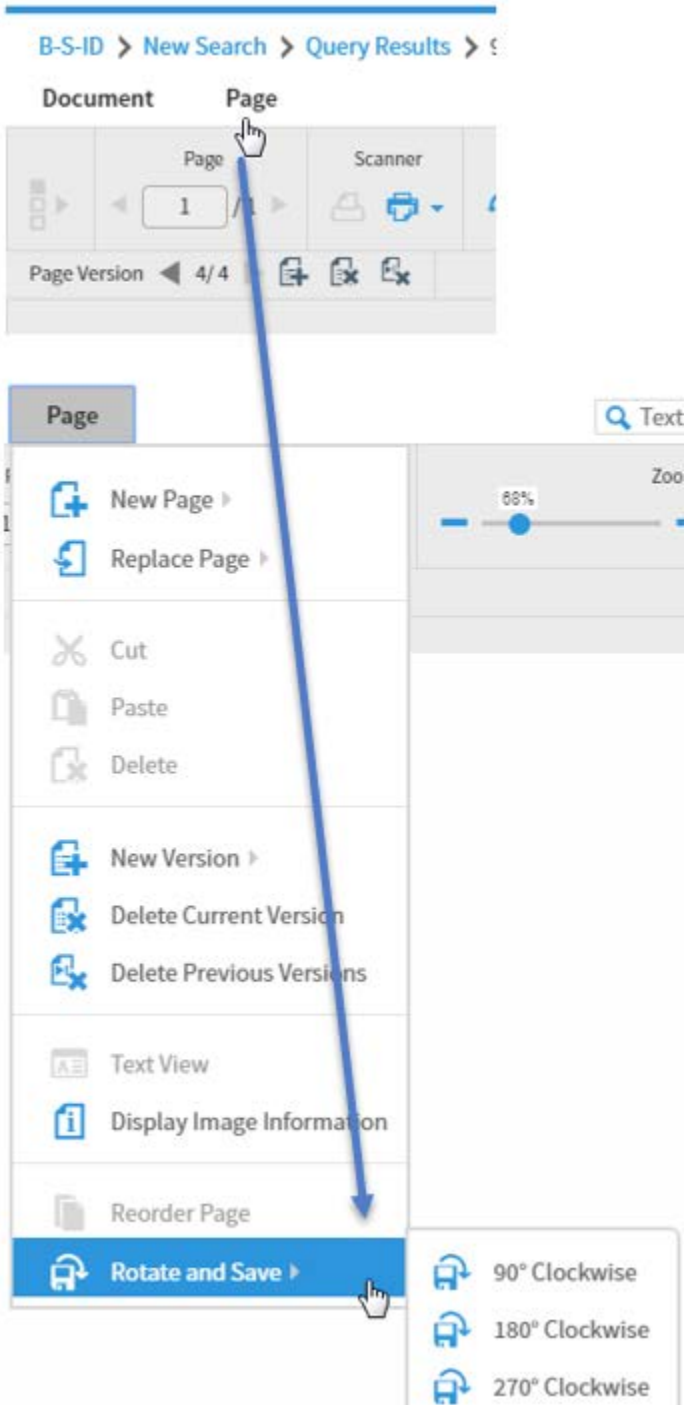 B-S-ID > New Search > Query Results > 9
Document Page
Page Scanner
1 / 1
Page Version 4/ 4
Page Text
Zoo
68%
New Page
Replace Page
Cut
Paste
Delete
New Version
Delete Current Version
Delete Previous Versions
Text View
Display Image Information
Reorder Page
Rotate and Save
90° Clockwise
180° Clockwise
270° Clockwise